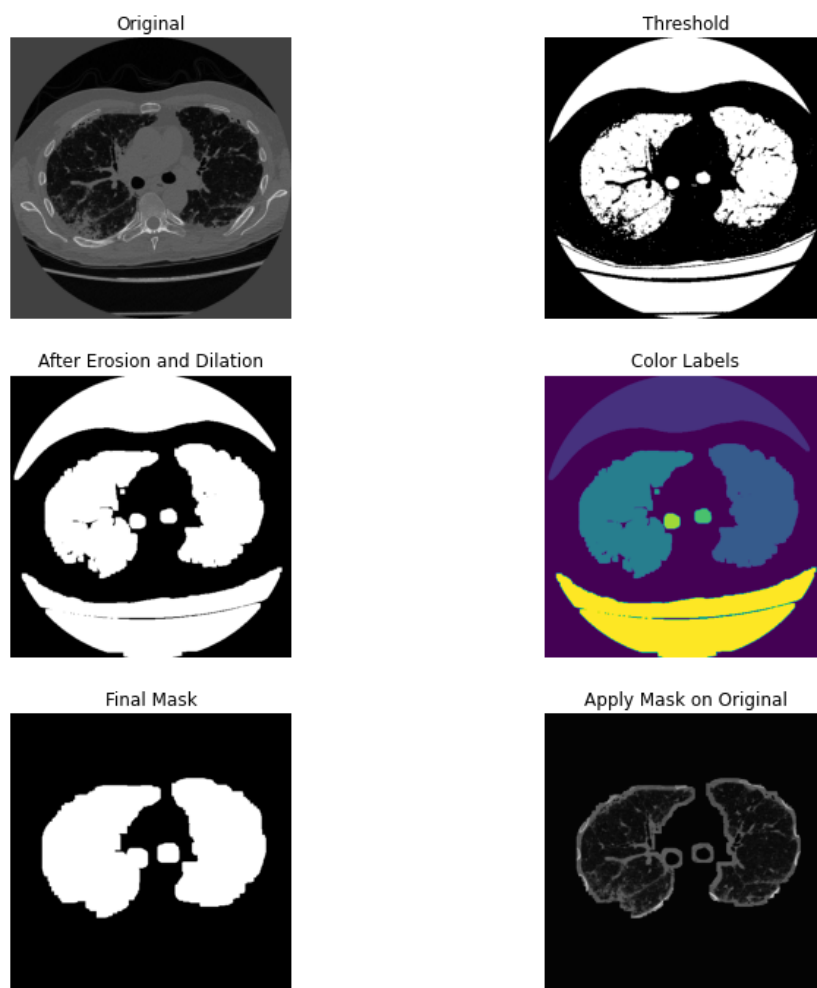 Original
Threshold
After Erosion and Dilation
Color Labels
Final Mask
Apply Mask on Original